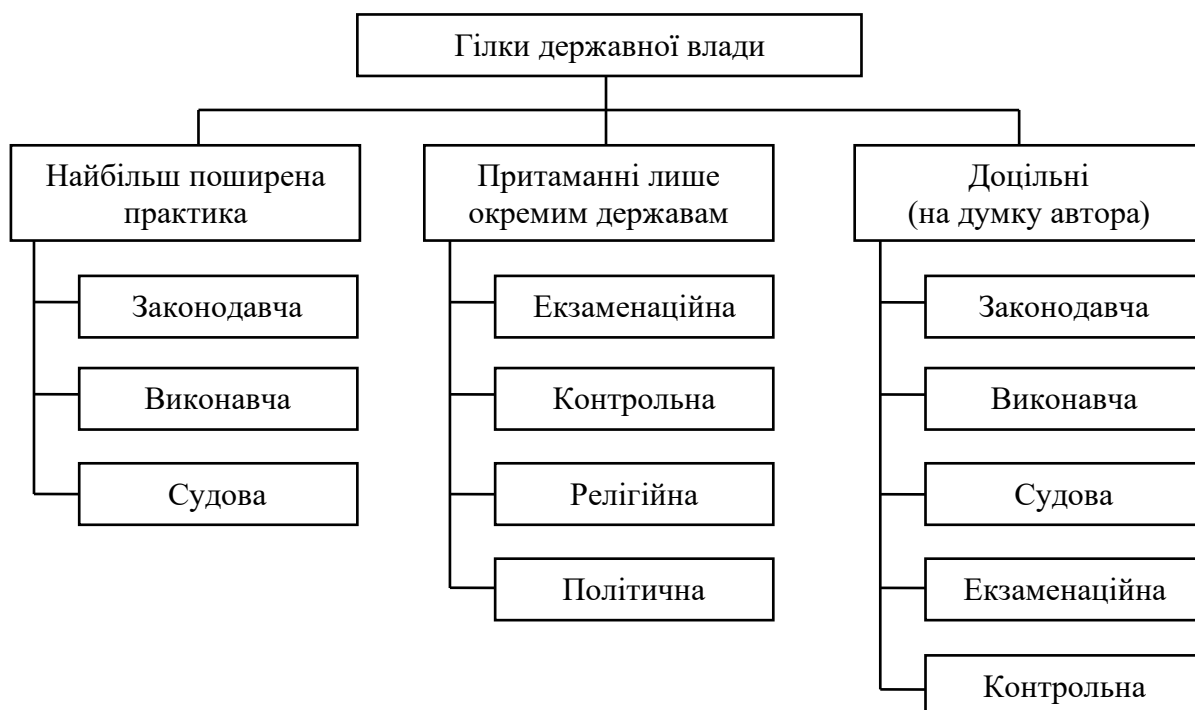 Гілки державної влади
Найбільш поширена
практика
Законодавча
Виконавча
Судова
Притаманні лише
окремим державам
Екзаменаційна
Контрольна
Релігійна
Політична
Доцільні
(на думку автора)
Законодавча
Виконавча
Судова
Екзаменаційна
Контрольна